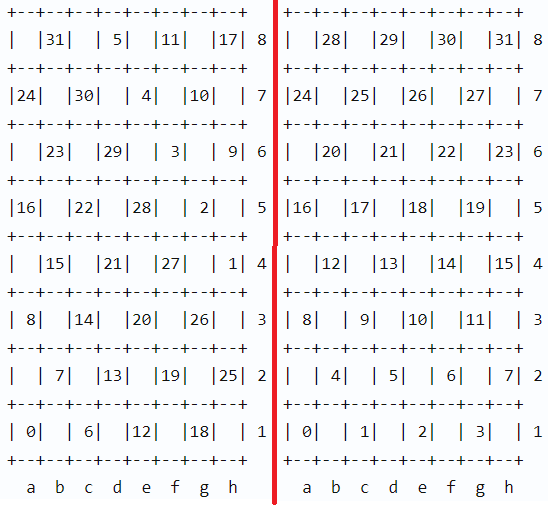 +--+--+--+--+--+--+--+--+
|  |31|  | 5|  |11|  |17| 8
+--+--+--+--+--+--+--+--+
|24|  |30|  | 4|  |10|  | 7
+--+--+--+--+--+--+--+--+
|  |23|  |29|  | 3|  | 9| 6
+--+--+--+--+--+--+--+--+
|16|  |22|  |28|  | 2|  | 5
+--+--+--+--+--+--+--+--+
|  |15|  |21|  |27|  | 1| 4
+--+--+--+--+--+--+--+--+
| 8|  |14|  |20|  |26|  | 3
+--+--+--+--+--+--+--+--+
|  | 7|  |13|  |19|  |25| 2
+--+--+--+--+--+--+--+--+
| 0|  | 6|  |12|  |18|  | 1
+--+--+--+--+--+--+--+--+
  a  b  c  d  e  f  g  h
+--+--+--+--+--+--+--+--+
|  |28|  |29|  |30|  |31| 8
+--+--+--+--+--+--+--+--+
|24|  |25|  |26|  |27|  | 7
+--+--+--+--+--+--+--+--+
|  |20|  |21|  |22|  |23| 6
+--+--+--+--+--+--+--+--+
|16|  |17|  |18|  |19|  | 5
+--+--+--+--+--+--+--+--+
|  |12|  |13|  |14|  |15| 4
+--+--+--+--+--+--+--+--+
| 8|  | 9|  |10|  |11|  | 3
+--+--+--+--+--+--+--+--+
|  | 4|  | 5|  | 6|  | 7| 2
+--+--+--+--+--+--+--+--+
| 0|  | 1|  | 2|  | 3|  | 1
+--+--+--+--+--+--+--+--+
  a  b  c  d  e  f  g  h